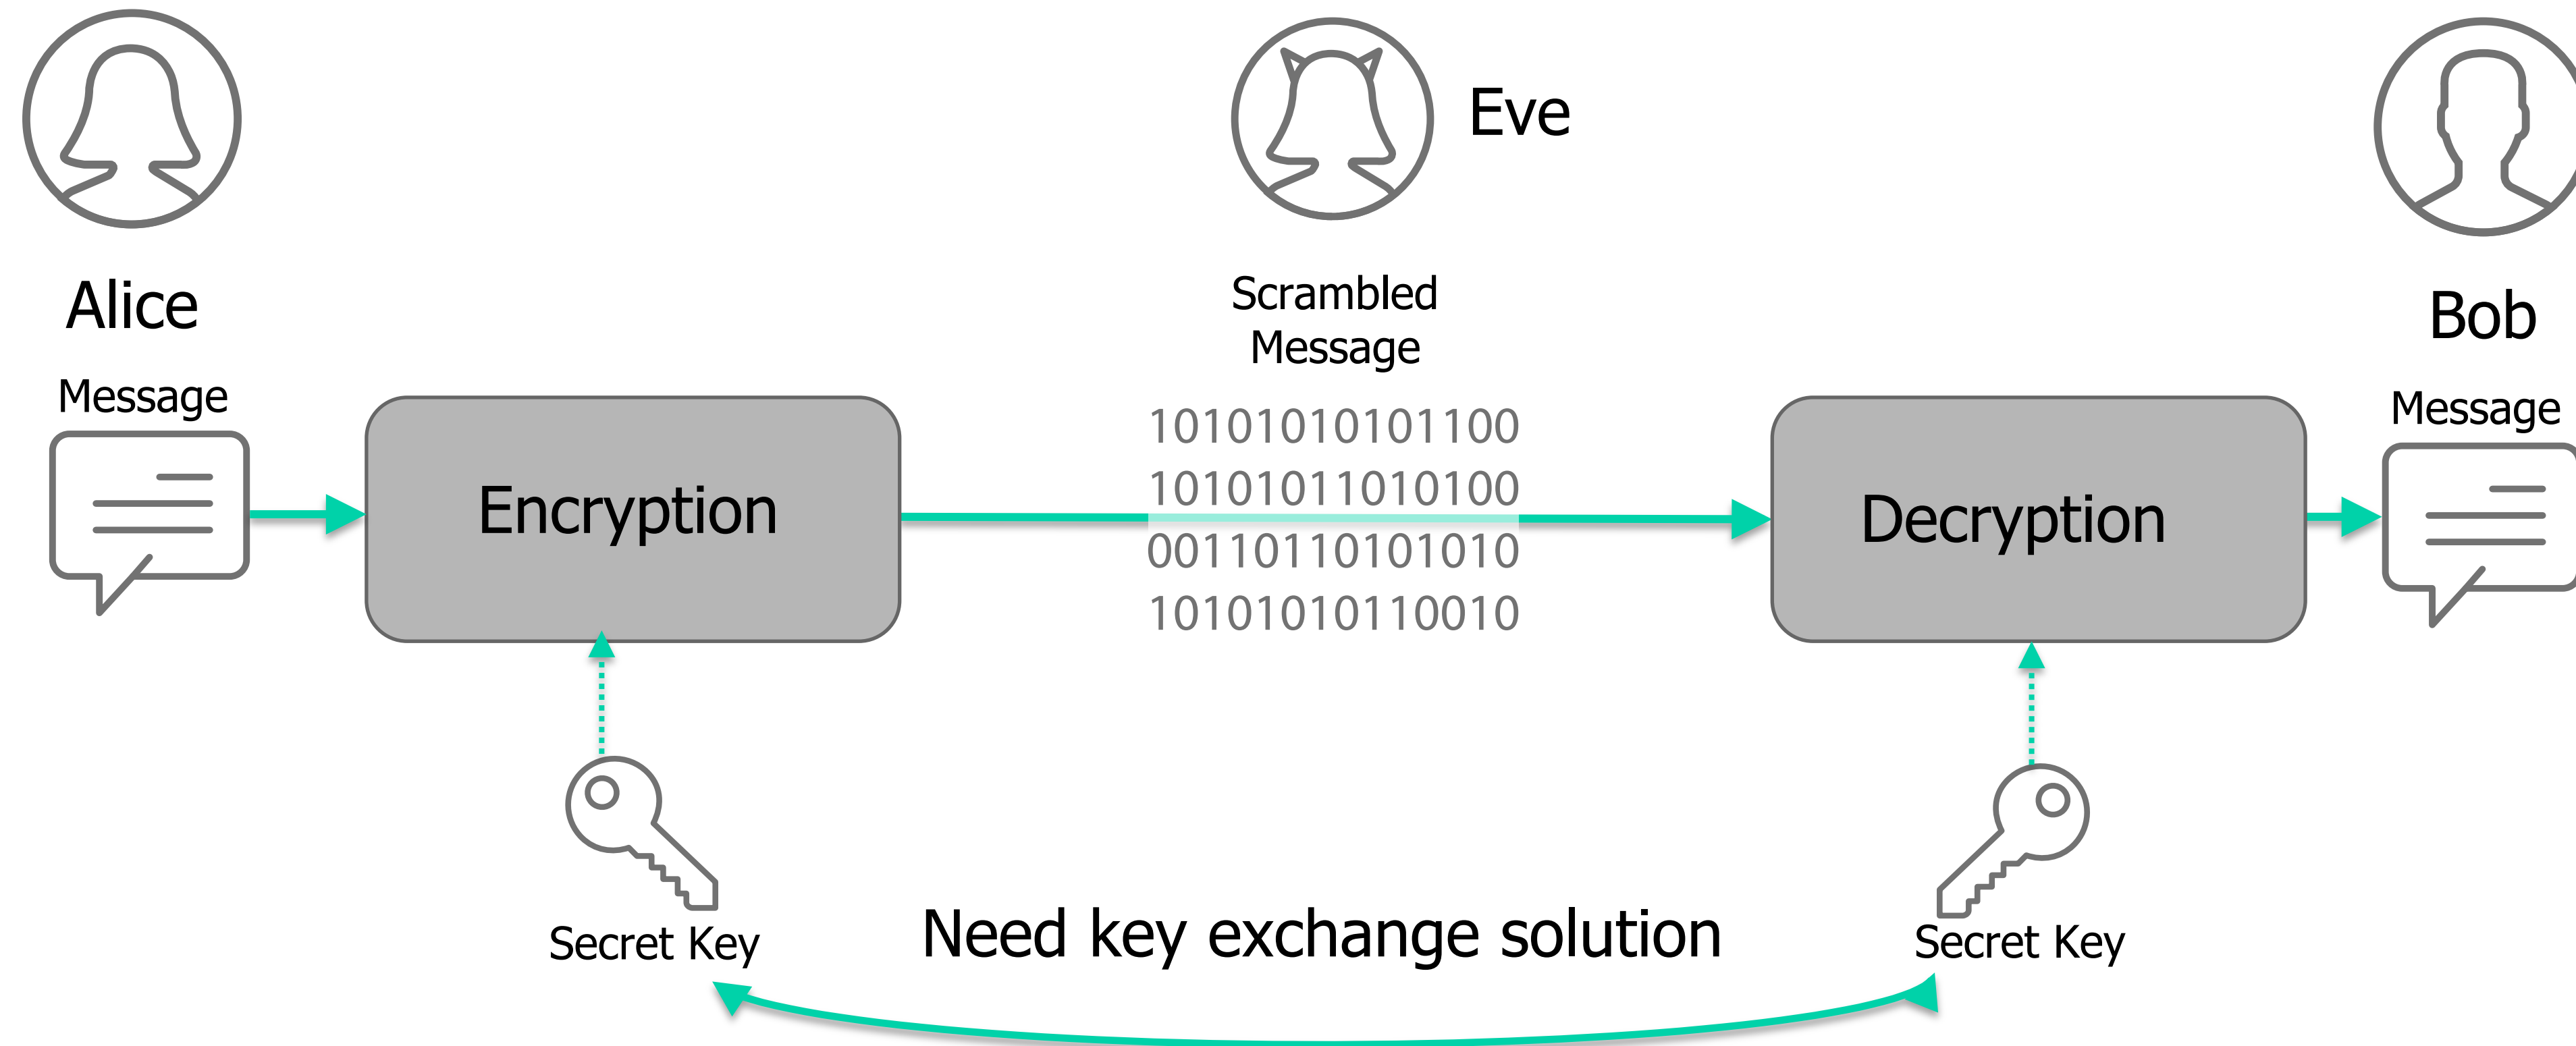 Alice
Message
Encryption
Secret Key
Eve
Scrambled
Message
10101010101100
10101011010100
00110110101010
10101010110010
Need key exchange solution
Decryption
Secret Key
Bob
Message